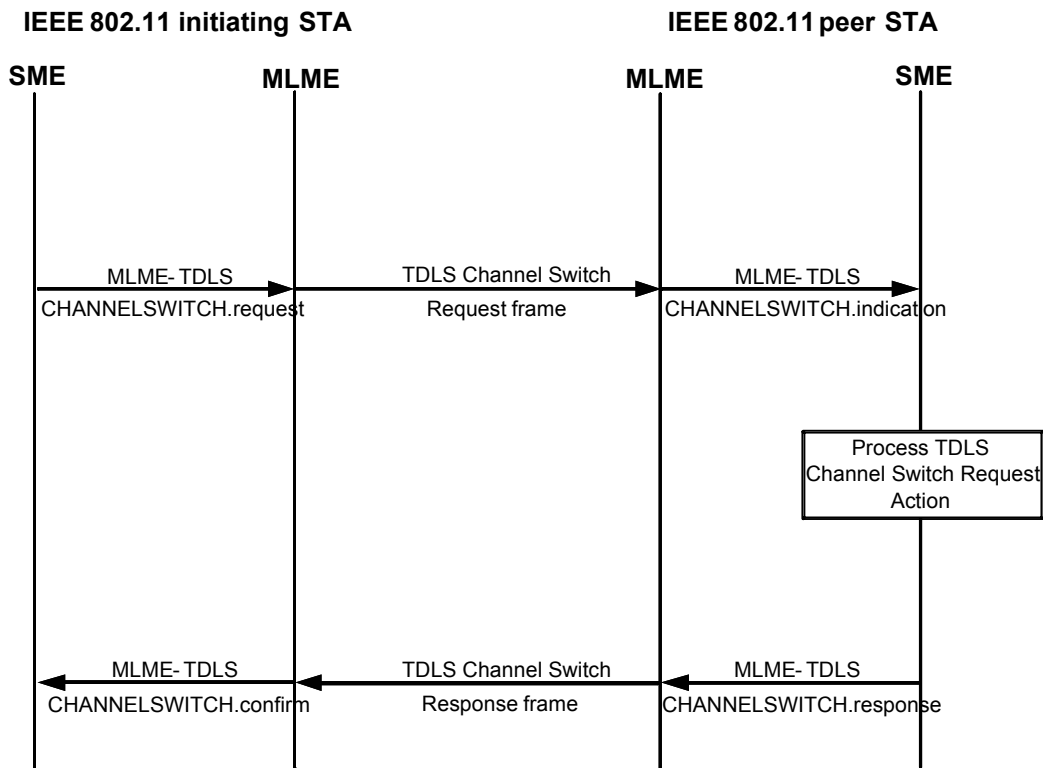 IEEE 802.11 initiating STA
IEEE 802.11 peer STA
SME
MLME
MLME
SME
MLME- TDLS
CHANNELSWITCH.request
TDLS Channel Switch
Request frame
MLME- TDLS
CHANNELSWITCH.indication
Process TDLS
Channel Switch Request
Action
MLME- TDLS
CHANNELSWITCH.confirm
TDLS Channel Switch
Response frame
MLME- TDLS
CHANNELSWITCH.response